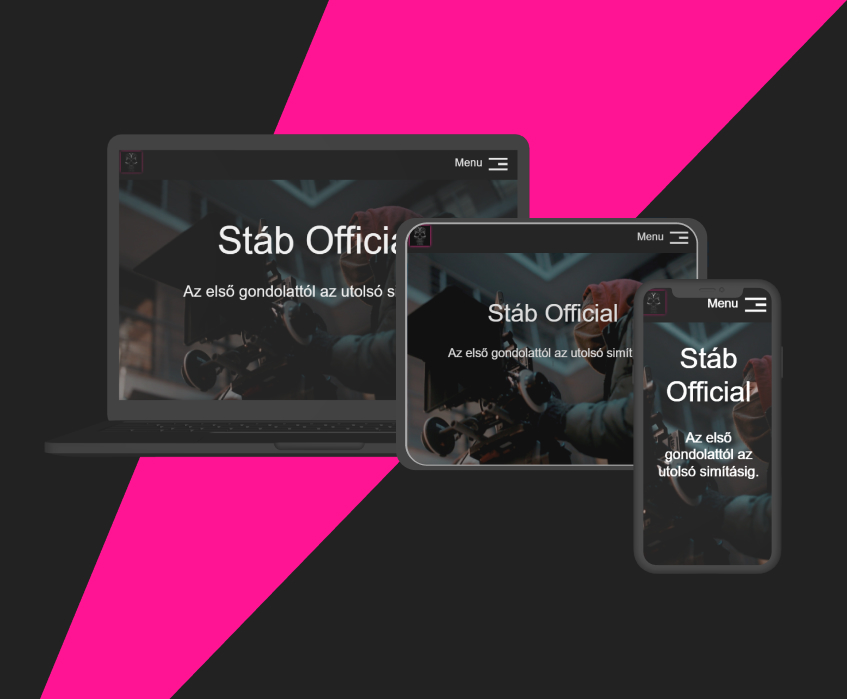 Menu
Stáb Officia
Az első gondolattól az utolsó s
Menu
Stáb Official
Az első gondolattól az utolsó simít
Menu
Stáb
Official
Az első
gondolattól az
utolsó simításig.